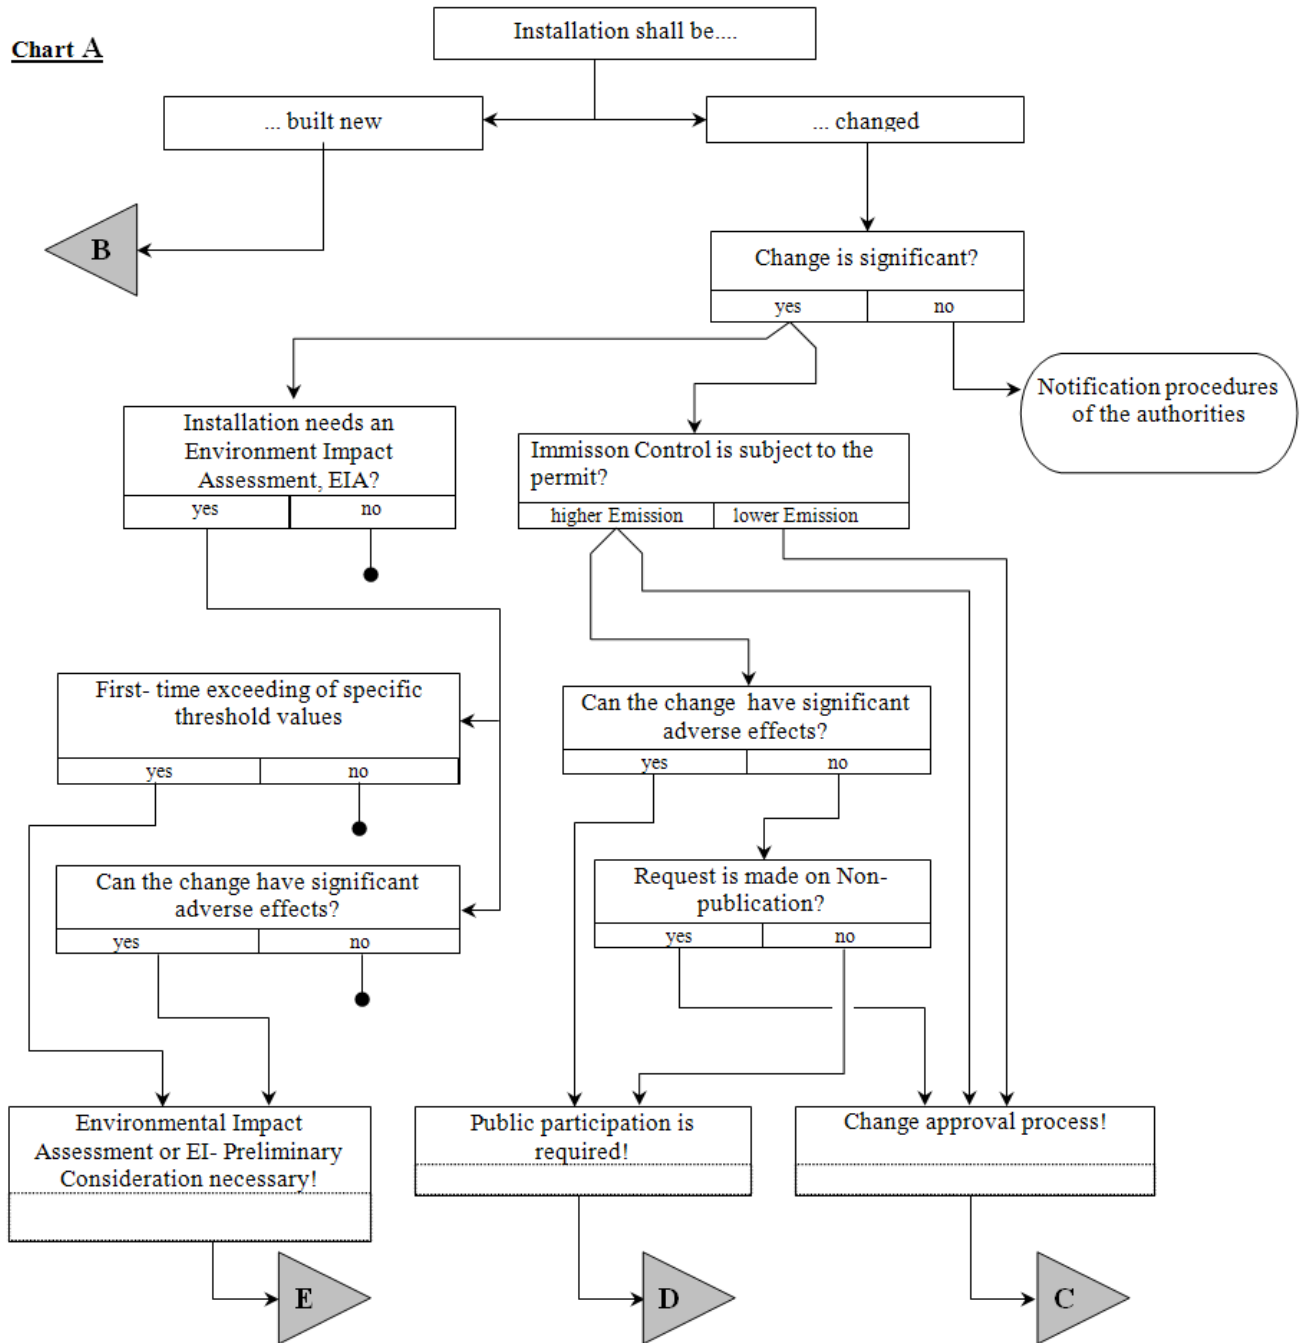 Chart A
Installation shall be....
... built new
... changed
B
Change is significant?
yes
no
Notification procedures
of the authorities
Installation needs an
Environment Impact
Assessment, EIA?
yes
no
Immisson Control is subject to the
permit?
higher Emission
lower Emission
First- time exceeding of specific
threshold values
yes
no
Can the change have significant
adverse effects?
yes
no
Can the change have significant
adverse effects?
yes
no
Request is made on Non-
publication?
yes
no
Environmental Impact
Assessment or EI- Preliminary
Consideration necessary!
Public participation is
required!
Change approval process!
E
D
C